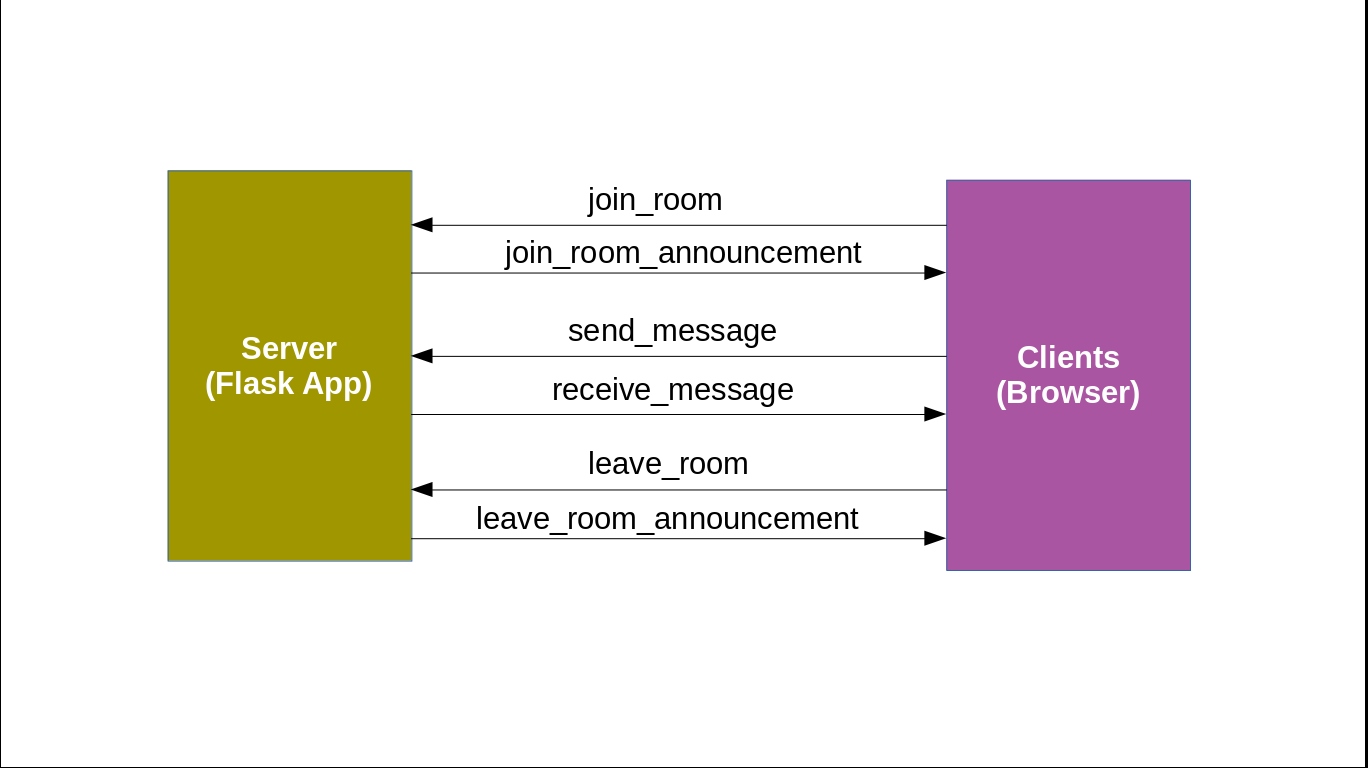 join_room
join_room_announcement
send_message
Server
(Flask App)
Clients
(Browser)
receive_message
leave_room
leave_room_announcement